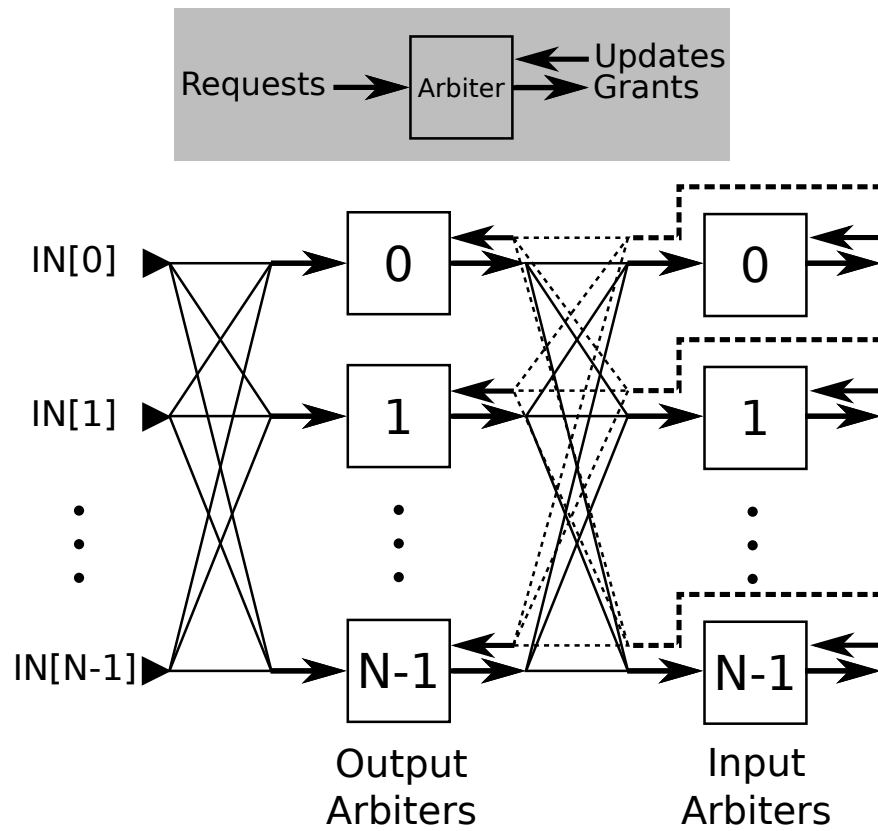 Requests
Arbiter
Updates
Grants
IN[0]
0
0
IN[1]
1
1
IN[N-1]
N-1
N-1
Output
Arbiters
Input
Arbiters